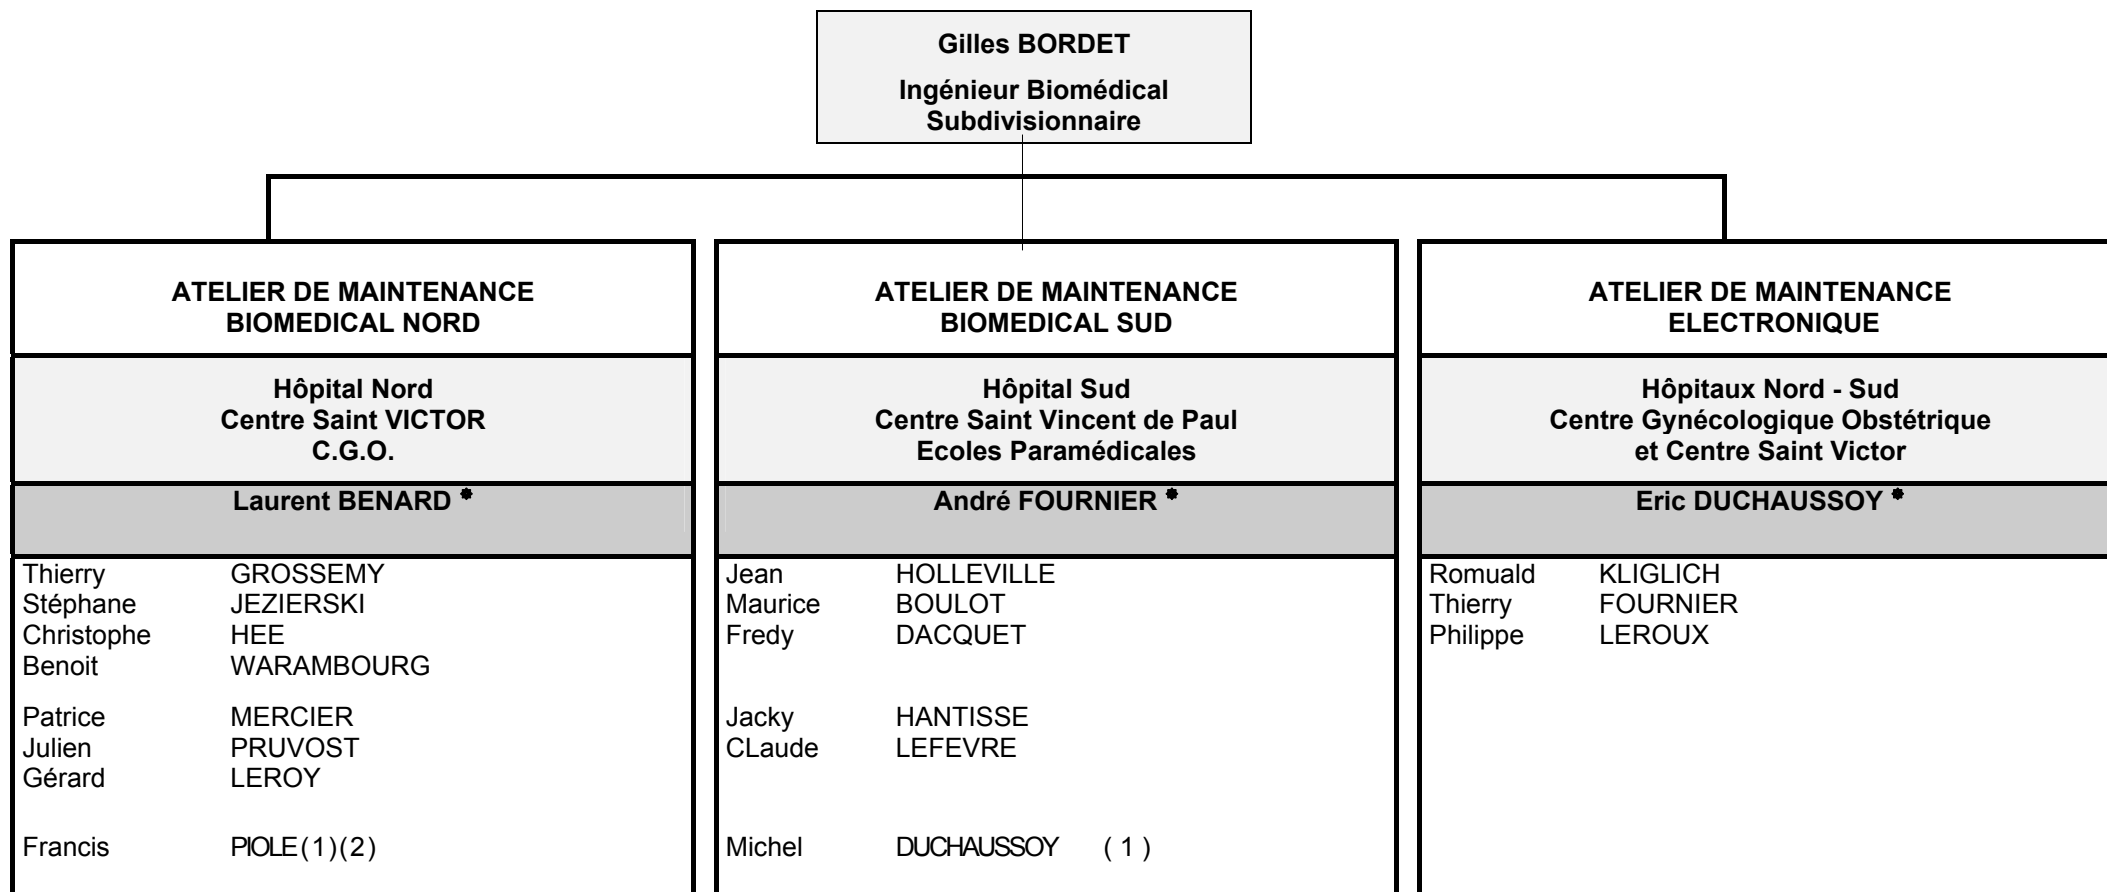 Gilles BORDET
Ingénieur Biomédical
Subdivisionnaire
ATELIER DE MAINTENANCE
BIOMEDICAL NORD
Hôpital Nord
Centre Saint VICTOR
C.G.O.
Laurent BENARD *
Thierry GROSSEMY
Stéphane JEZIERSKI
Christophe HEE
Benoit WARAMBOURG
Patrice MERCIER
Julien PRUVOST
Gérard LEROY
Francis PIOLE(1)(2)
ATELIER DE MAINTENANCE
BIOMEDICAL SUD
Hôpital Sud
Centre Saint Vincent de Paul
Ecoles Paramédicales
André FOURNIER *
Jean HOLLEVILLE
Maurice BOULOT
Fredy DACQUET
Jacky HANTISSE
CLaude LEFEVRE
Michel DUCHAUSSOY ( 1 )
ATELIER DE MAINTENANCE
ELECTRONIQUE
Hôpitaux Nord - Sud
Centre Gynécologique Obstétrique
et Centre Saint Victor
Eric DUCHAUSSOY *
Romuald KLIGLICH
Thierry FOURNIER
Philippe LEROUX